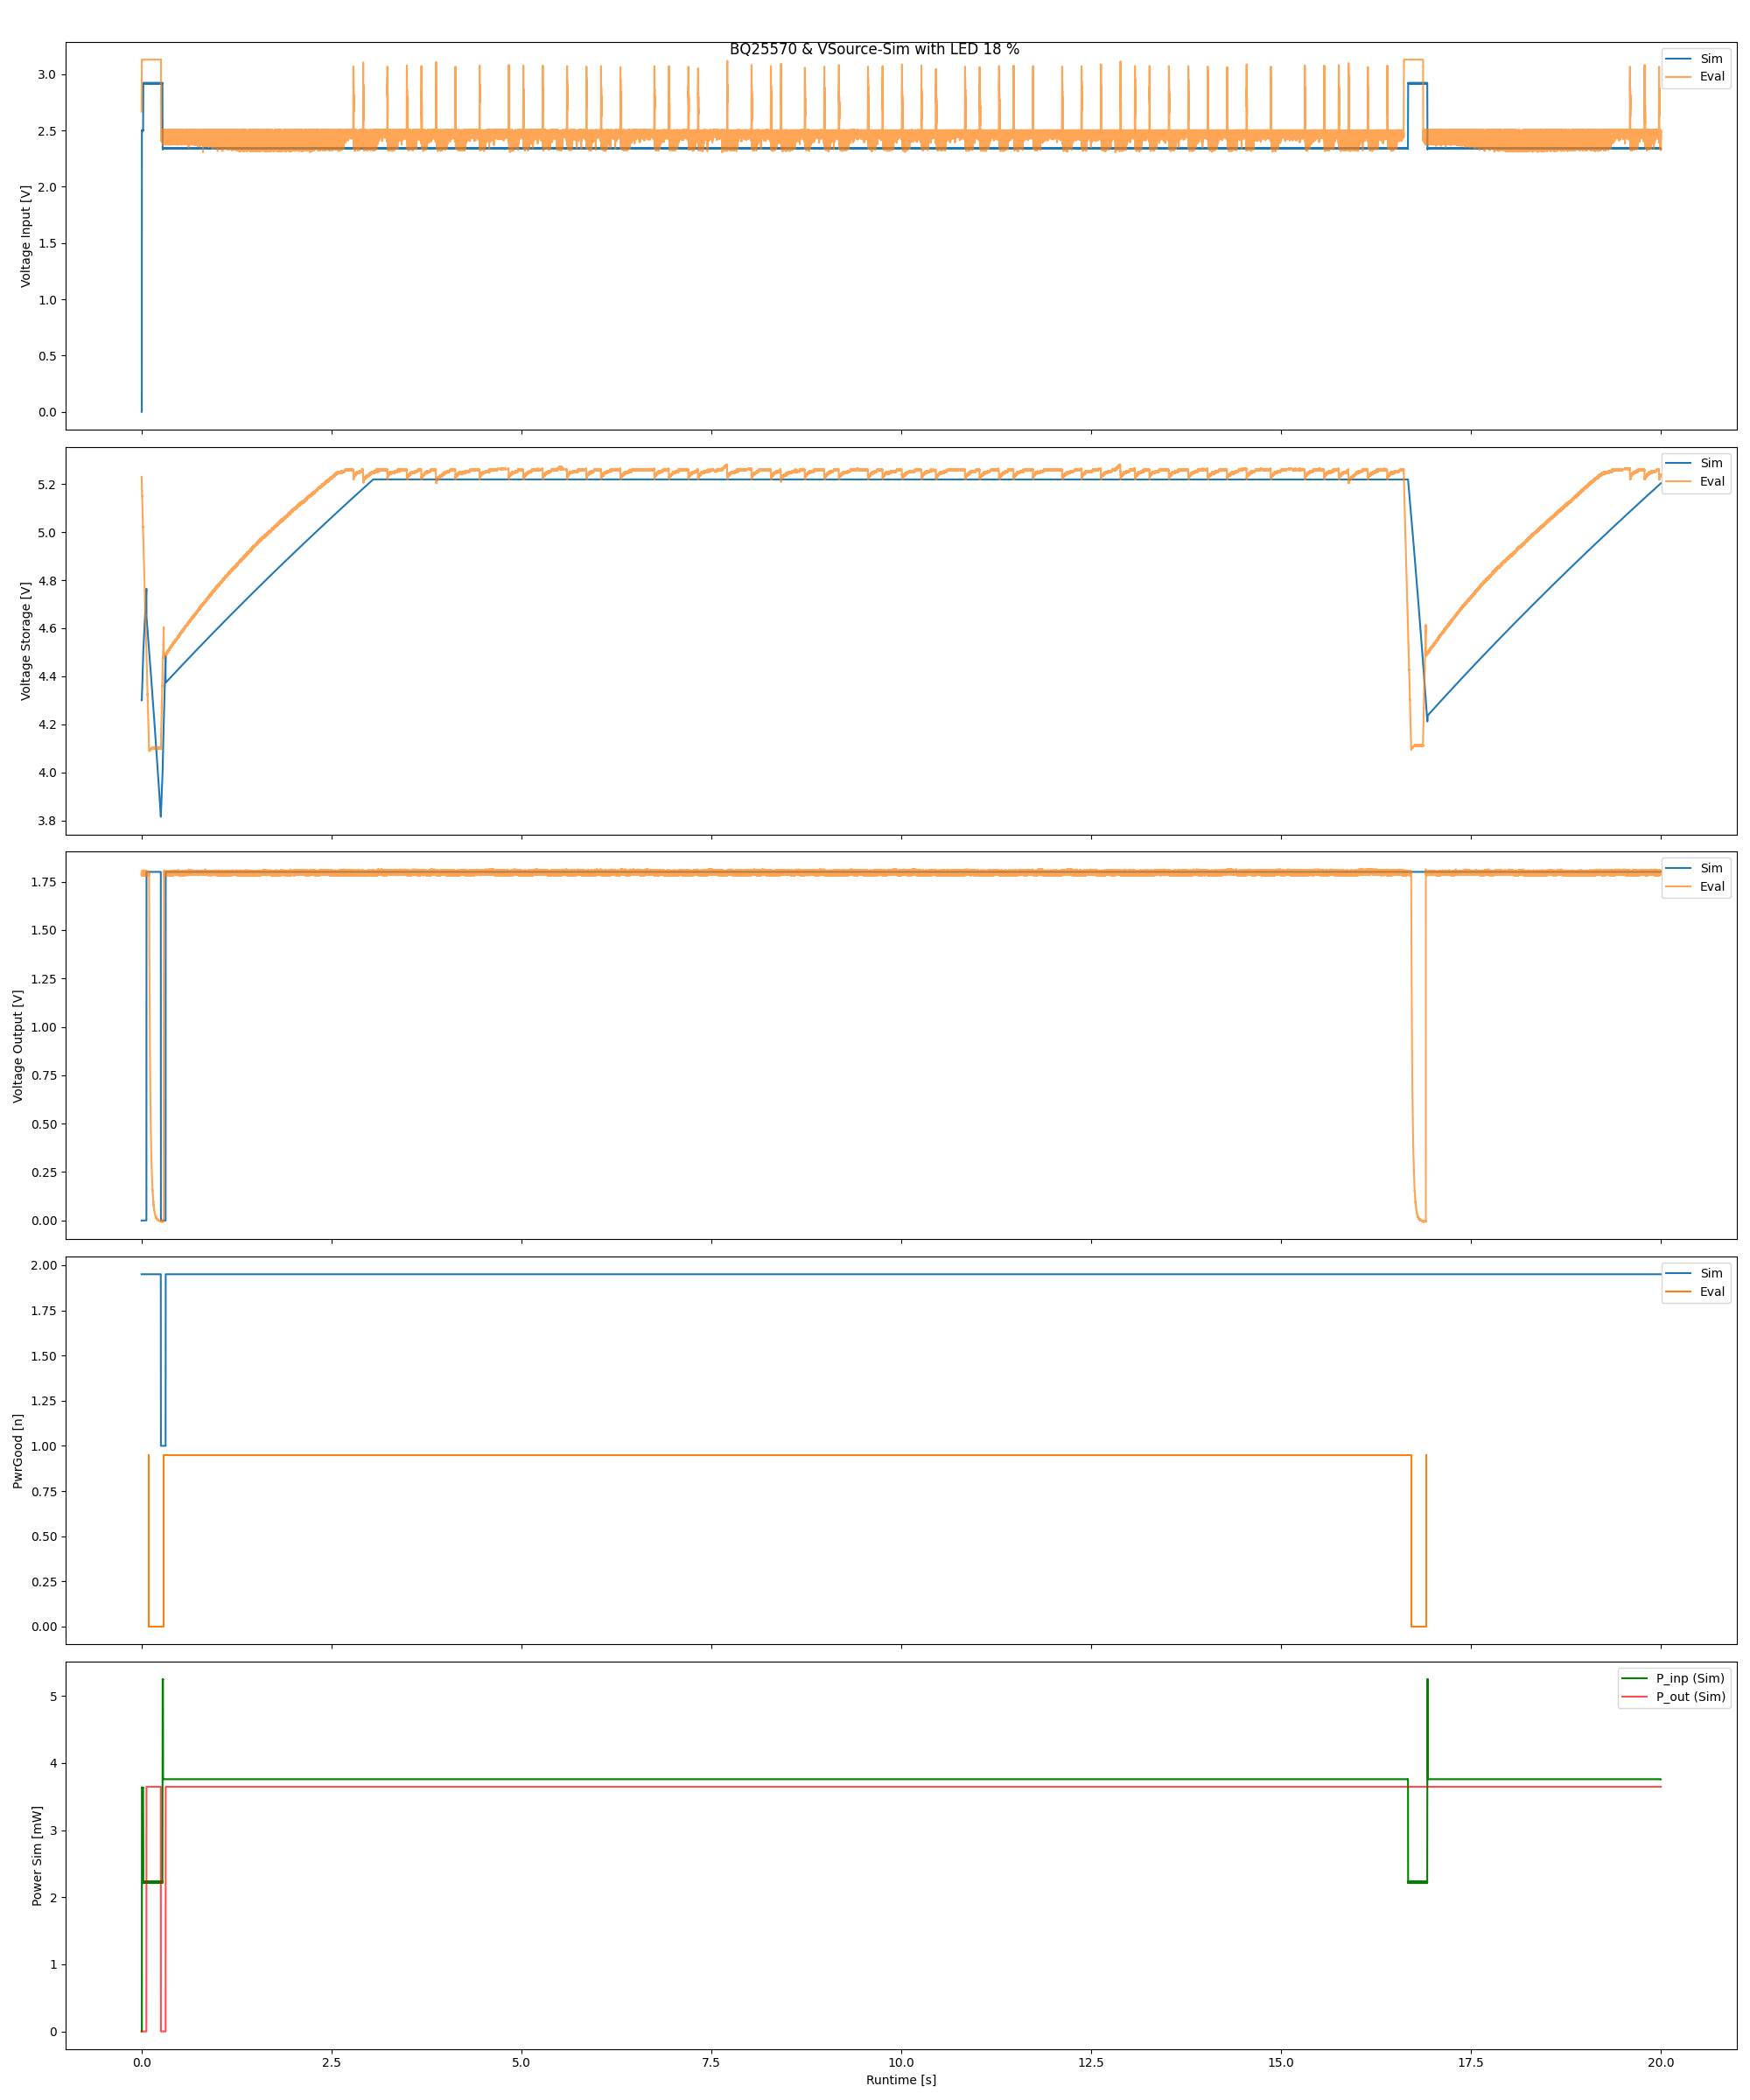 BQ25570 & VSource-Sim with LED 18 %
Voltage Input [V]
3.0
2.5
2.0
1.5
1.0
0.5
0.0
Sim
Eval
Voltage Storage [V]
5.2
5.0
4.8
4.6
4.4
4.2
4.0
3.8
Sim
Eval
Voltage Output [V]
1.75
1.50
1.25
1.00
0.75
0.50
0.25
0.00
Sim
Eval
PwrGood [n]
2.00
1.75
1.50
1.25
1.00
0.75
0.50
0.25
0.00
Sim
Eval
Power Sim [mW]
5
4
3
2
1
0
P_inp (Sim)
P_out (Sim)
0.0 2.5 5.0 7.5 10.0 12.5 15.0 17.5 20.0
Runtime [s]